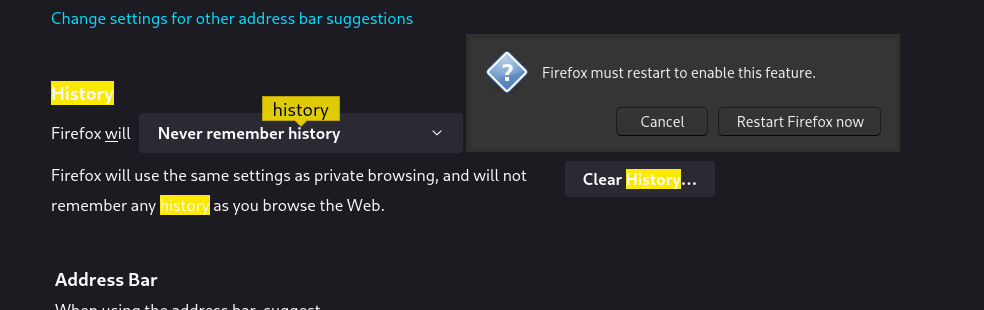 Change settings for other address bar suggestions
?
Firefox must restart to enable this feature.
Cancel
Restart Firefox now
History
history
Firefox will
Never remember history
Firefox will use the same settings as private browsing, and will not
remember any history as you browse the Web.
Clear History...
Address Bar
When using the address bar, suggest